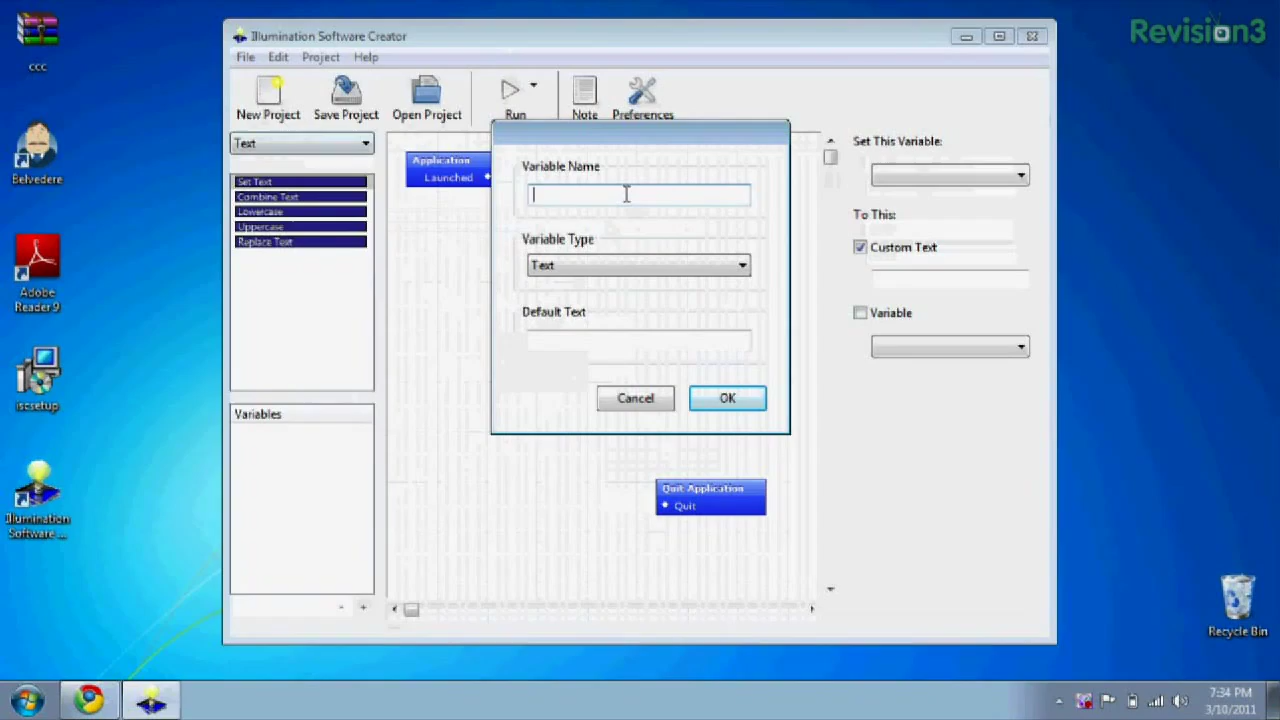 Revision3
ccc
Belvedere
Adobe
Reader 9
iscsetup
Illumination
Software ...
Recycle Bin
Illumination Software Creator
File Edit Project Help
New Project Save Project Open Project Run Note Preferences
Text
Set Text
Combine Text
Lowercase
Uppercase
Replace Text
Variables
- +
Application
Launched
Quit Application
Quit
Variable Name
Variable Type
Text
Default Text
Cancel OK
Set This Variable:
To This:
Custom Text
Variable
7:34 PM
3/10/2011